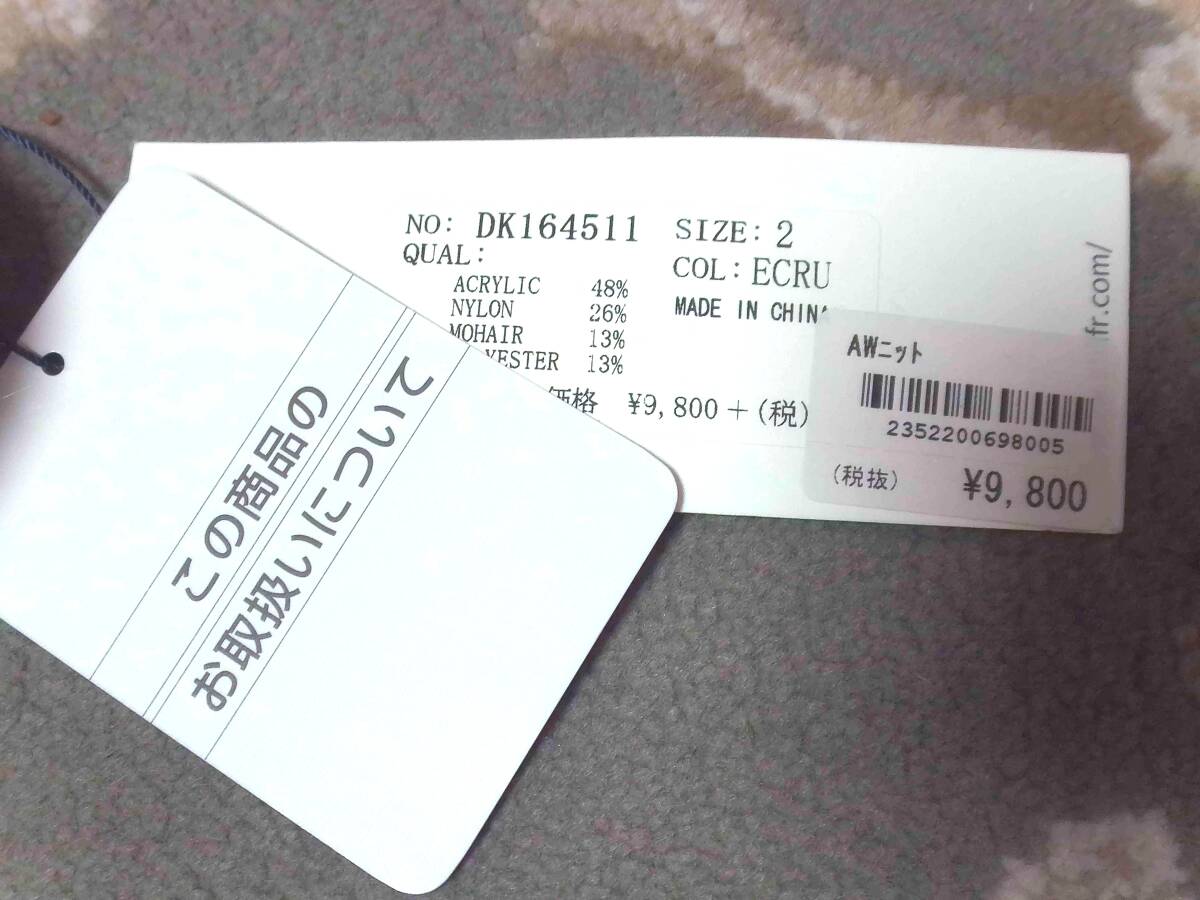 NO: DK164511 SIZE: 2
QUAL:
COL: ECRU
ACRYLIC 48%
NYLON 26%
MOHAIR 13%
YESTER 13%
MADE IN CHINA
価格 ¥9,800+(税)
fr.com/
AWニット
2352200698005
(税抜) ¥9,800
この商品の
お取扱いについて